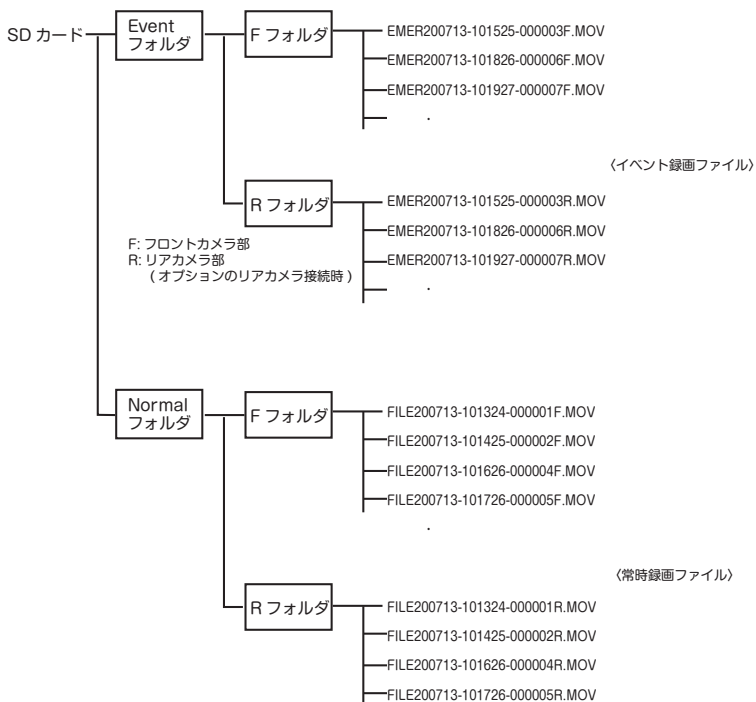 SD カード
Event
フォルダ
F フォルダ
EMER200713-101525-000003F.MOV
EMER200713-101826-000006F.MOV
EMER200713-101927-000007F.MOV
.
〈イベント録画ファイル〉
R フォルダ
EMER200713-101525-000003R.MOV
EMER200713-101826-000006R.MOV
EMER200713-101927-000007R.MOV
.
F: フロントカメラ部
R: リアカメラ部
( オプションのリアカメラ接続時 )
Normal
フォルダ
F フォルダ
FILE200713-101324-000001F.MOV
FILE200713-101425-000002F.MOV
FILE200713-101626-000004F.MOV
FILE200713-101726-000005F.MOV
.
〈常時録画ファイル〉
R フォルダ
FILE200713-101324-000001R.MOV
FILE200713-101425-000002R.MOV
FILE200713-101626-000004R.MOV
FILE200713-101726-000005R.MOV